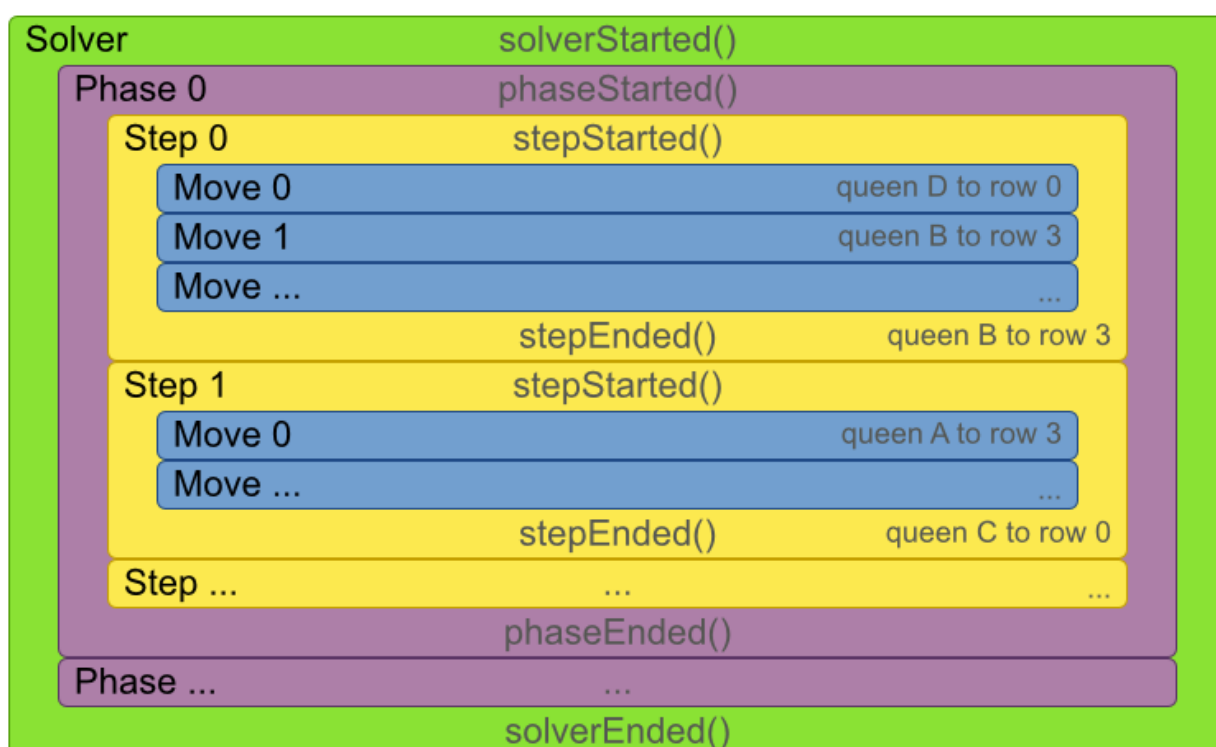 Solver solverStarted()
Phase 0 phaseStarted()
Step 0 stepStarted()
Move 0 queen D to row 0
Move 1 queen B to row 3
Move ... ...
stepEnded() queen B to row 3
Step 1 stepStarted()
Move 0 queen A to row 3
Move ... ...
stepEnded() queen C to row 0
Step ... ... ...
phaseEnded()
Phase ... ...
solverEnded()